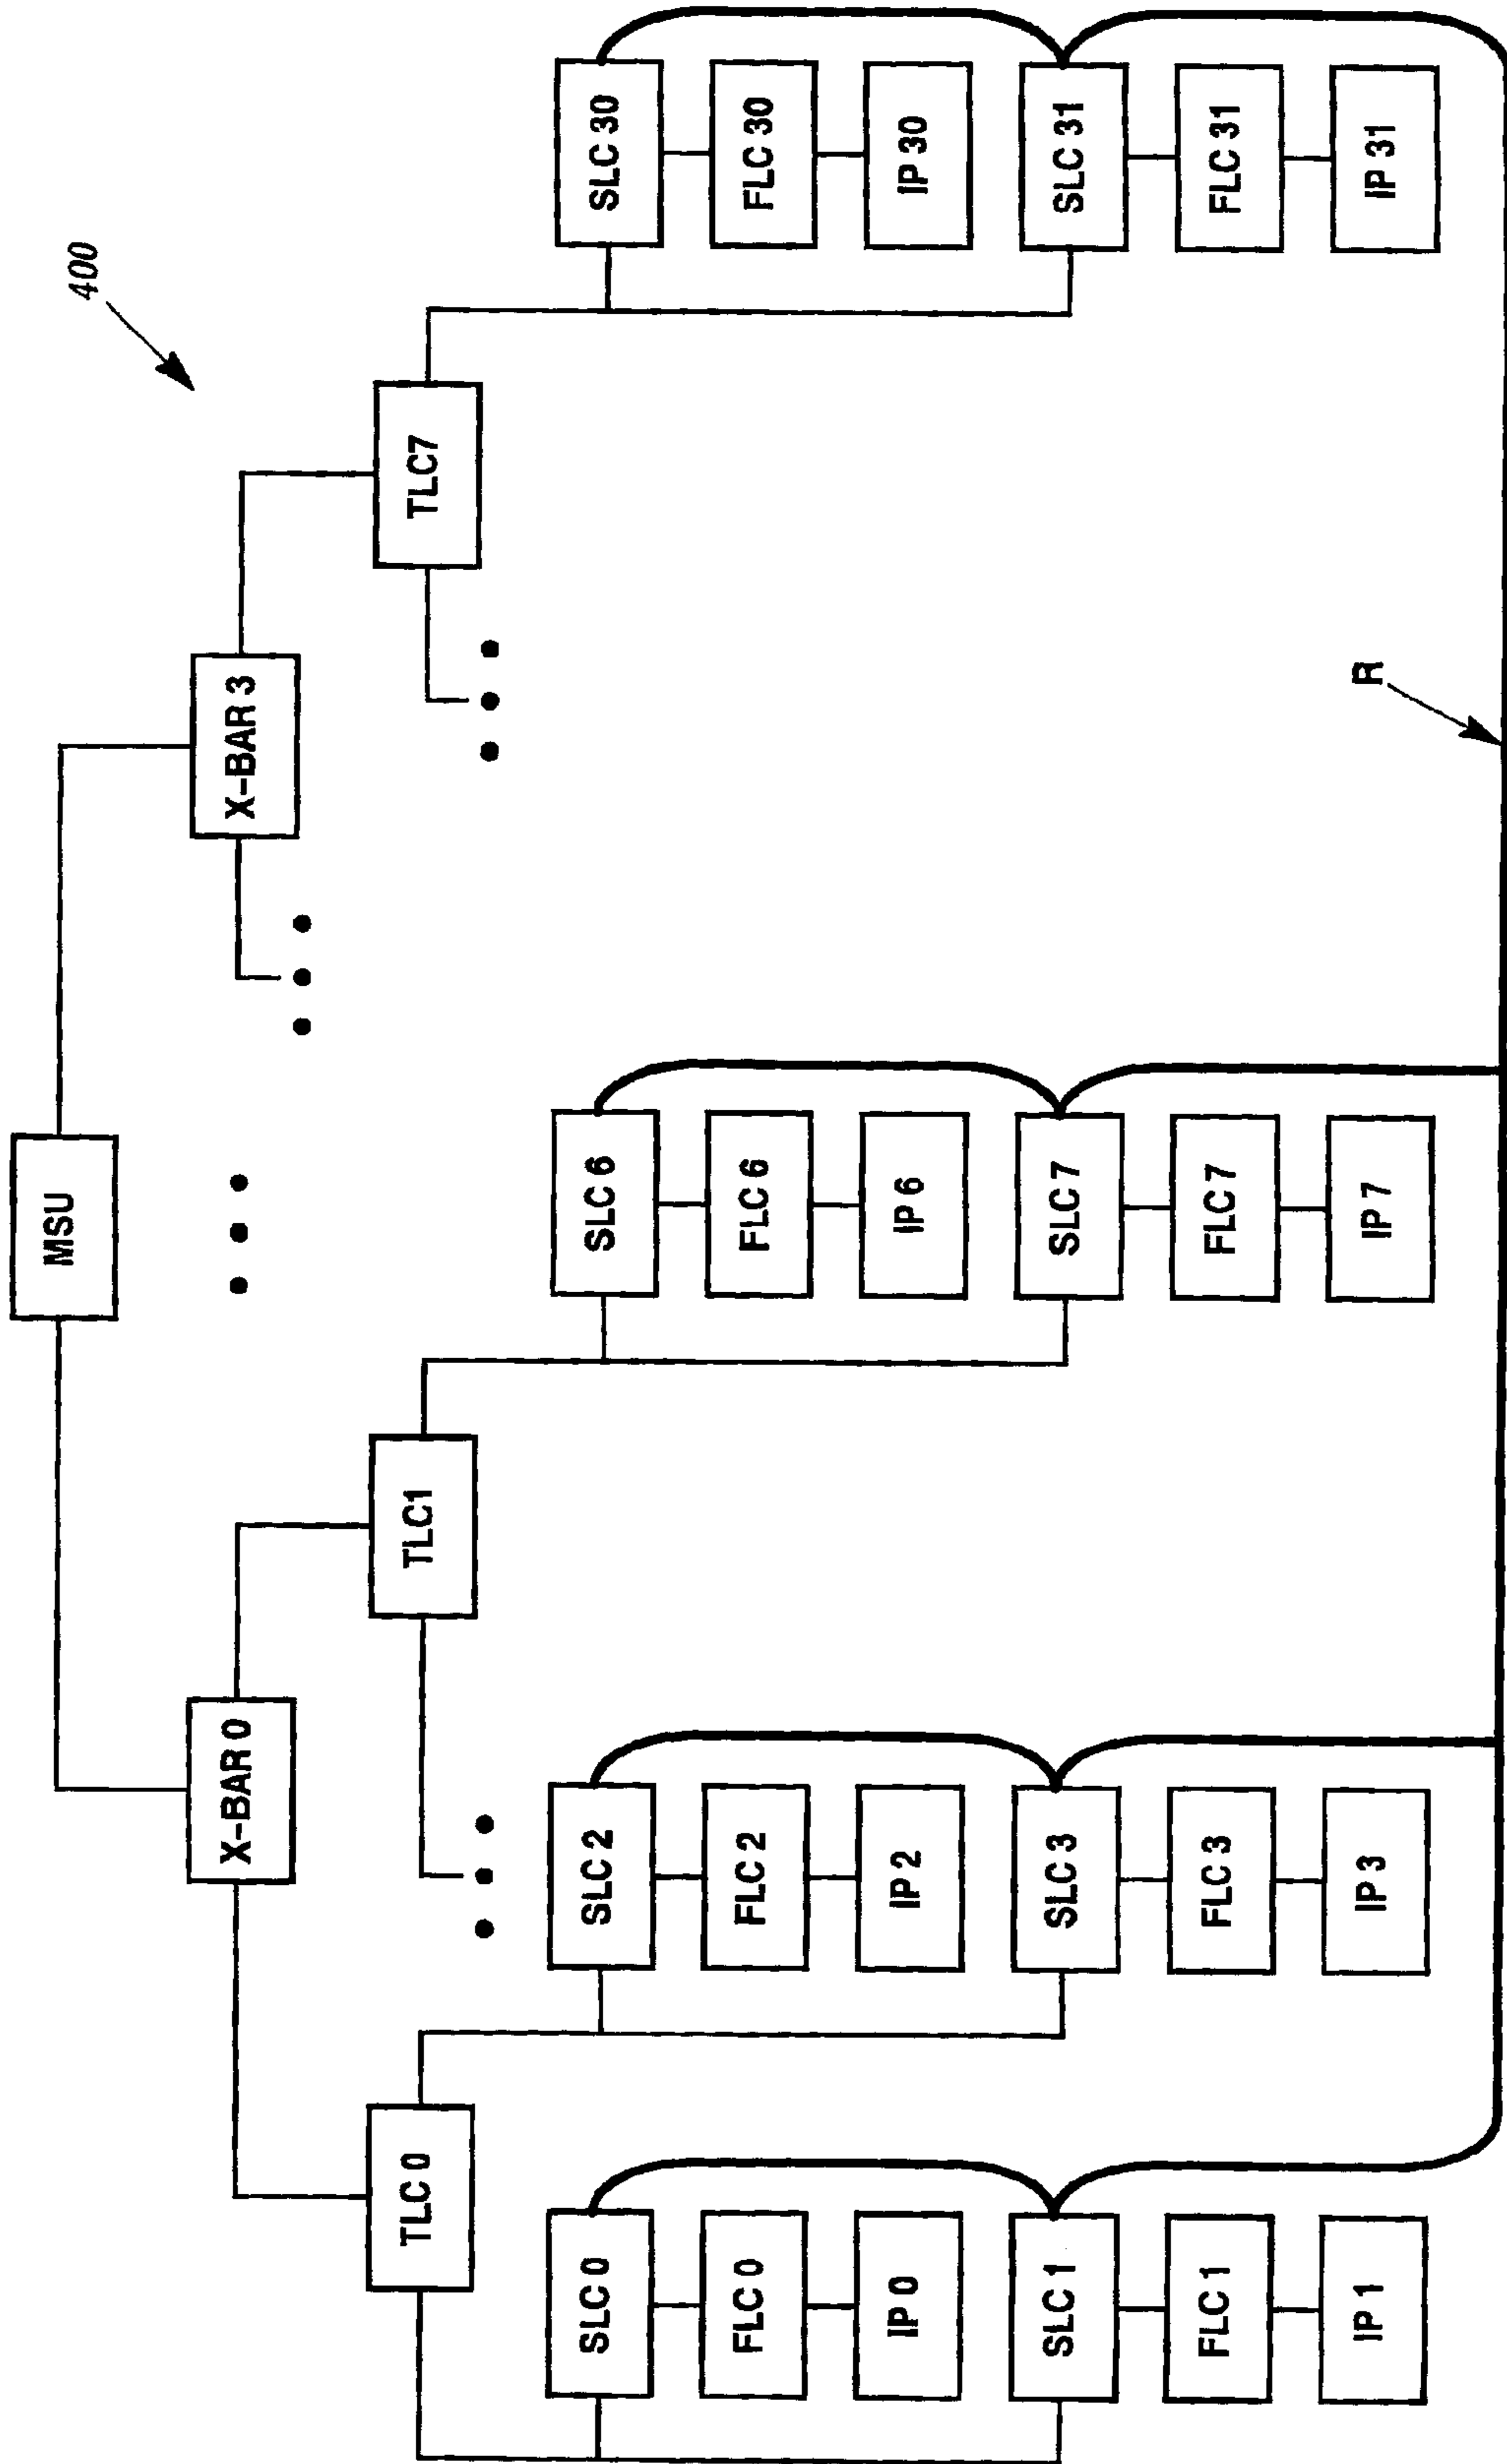 400
MSU
X-BAR 0
X-BAR 3
TLC 0
TLC1
TLC7
SLC 0
FLC 0
IP 0
SLC 1
FLC 1
IP 1
SLC 2
FLC 2
IP 2
SLC 3
FLC 3
IP 3
SLC 6
FLC 6
IP 6
SLC 7
FLC 7
IP 7
SLC 30
FLC 30
IP 30
SLC 31
FLC 31
IP 31
R